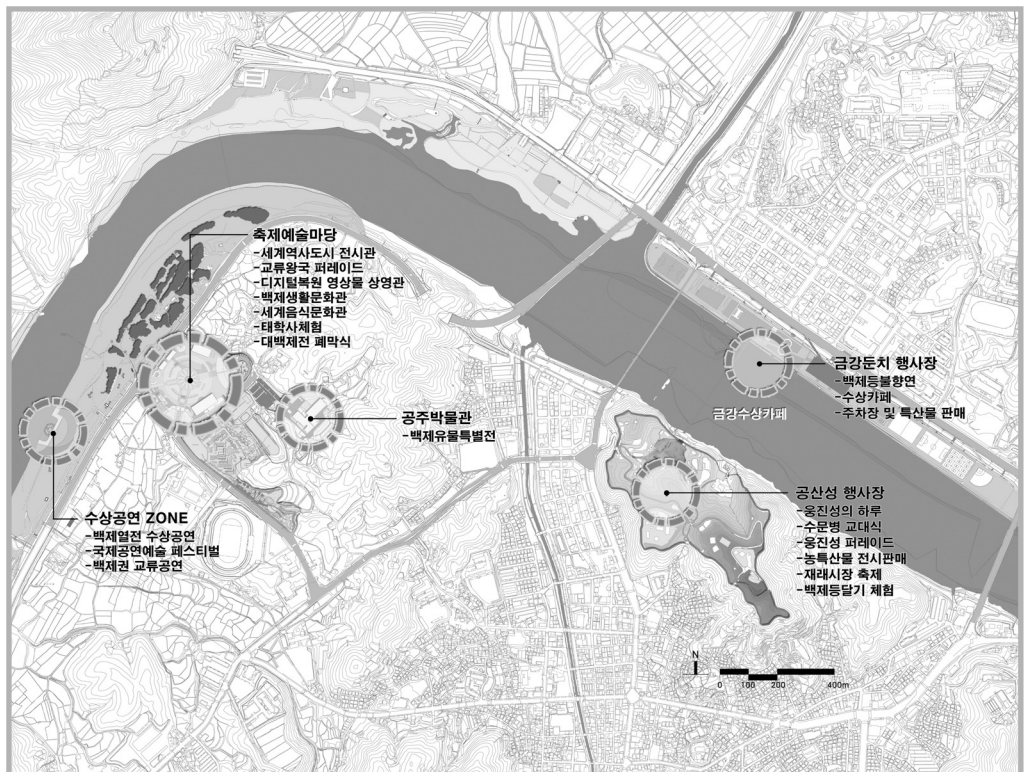 축제예술마당
-세계역사도시 전시관
-교류왕국 퍼레이드
-디지털복원 영상물 상영관
-백제생활문화관
-세계음식문화관
-태학사체험
-대백제전 폐막식
금강둔치 행사장
-백제등불향연
-수상카페
-주차장 및 특산물 판매
금강수상카페
공주박물관
-백제유물특별전
공산성 행사장
-웅진성의 하루
-수문병 교대식
-웅진성 퍼레이드
-농특산물 전시판매
-재래시장 축제
-백제등달기 체험
수상공연 ZONE
-백제열전 수상공연
-국제공연예술 페스티벌
-백제권 교류공연
N
0 100 200 400m